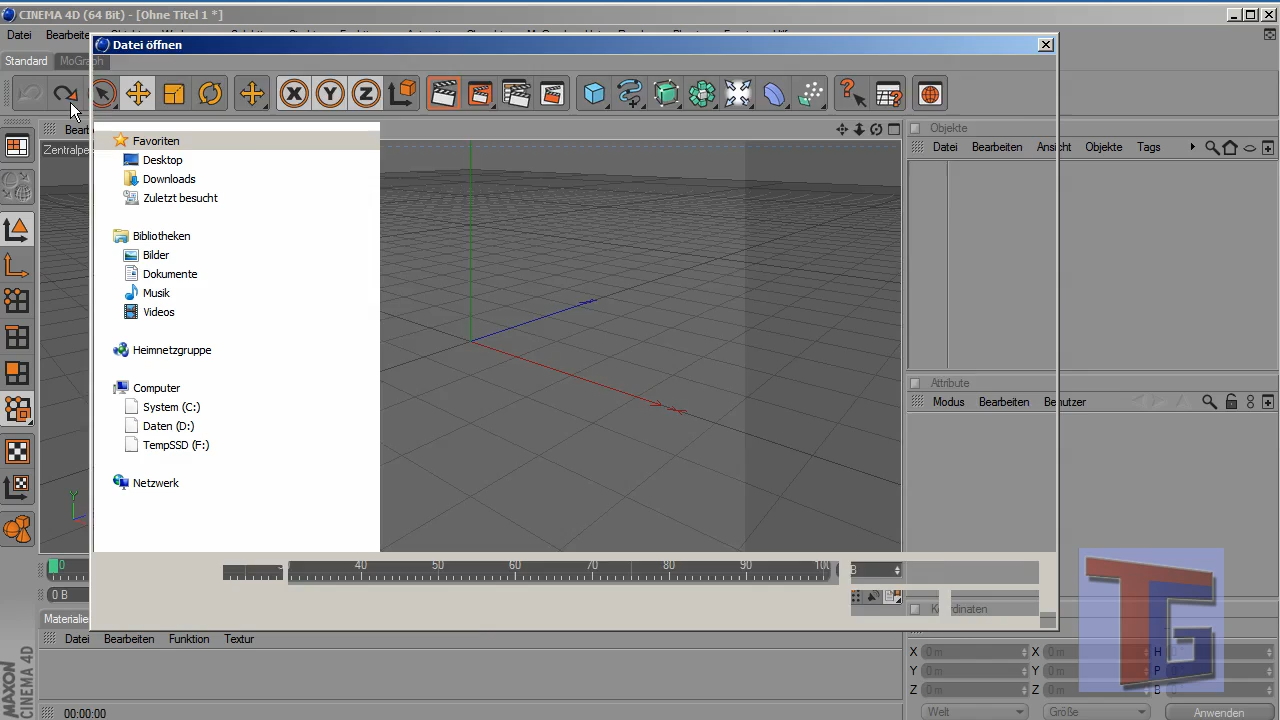 CINEMA 4D (64 Bit) - [Ohne Titel 1 *]
Datei Bearbeite
Datei öffnen
Standard MoGraph
Bearb
Zentralpe
Favoriten
Desktop
Downloads
Zuletzt besucht
Bibliotheken
Bilder
Dokumente
Musik
Videos
Heimnetzgruppe
Computer
System (C:)
Daten (D:)
TempSSD (F:)
Netzwerk
Objekte
Datei Bearbeiten Ansicht Objekte Tags
Attribute
Modus Bearbeiten Benutzer
Y
0 40 50 60 70 80 90 100 B
0 B
Materialie
Datei Bearbeiten Funktion Textur
dinaten
X 0 m X 0 m H
Y 0 m Y 0 m P
Z 0 m Z 0 m B
Welt Größe Anwenden
00:00:00
MAXON
CINEMA 4D
TG